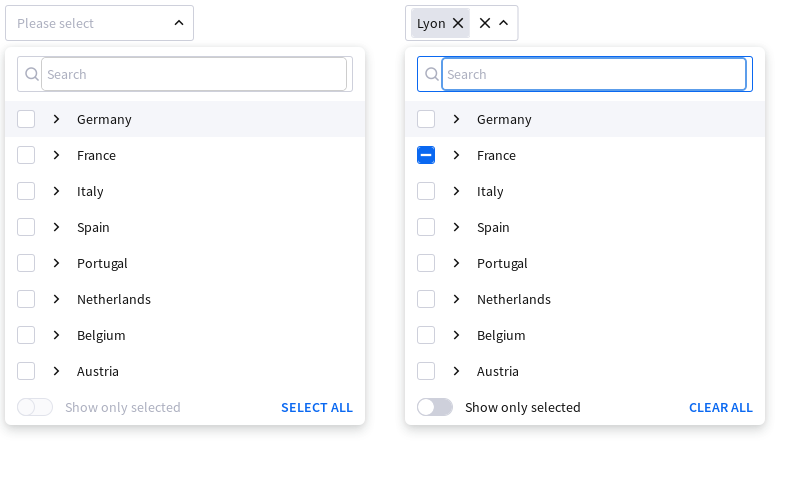 Please select
Search
Germany
France
Italy
Spain
Portugal
Netherlands
Belgium
Austria
Show only selected SELECT ALL
Lyon
Search
Germany
France
Italy
Spain
Portugal
Netherlands
Belgium
Austria
Show only selected CLEAR ALL